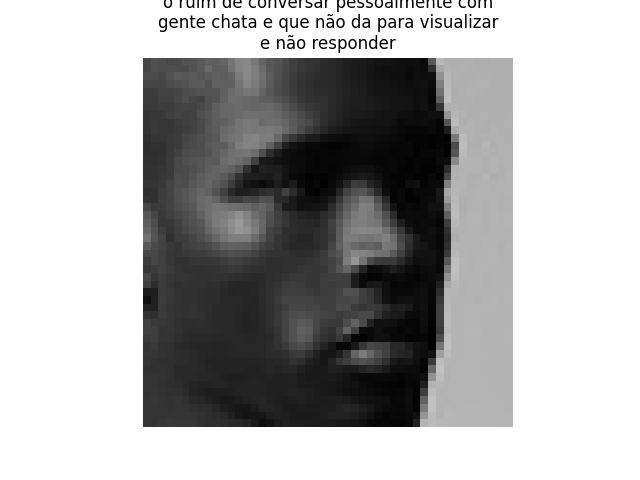 o ruim de conversar pessoalmente com
gente chata e que não da para visualizar
e não responder